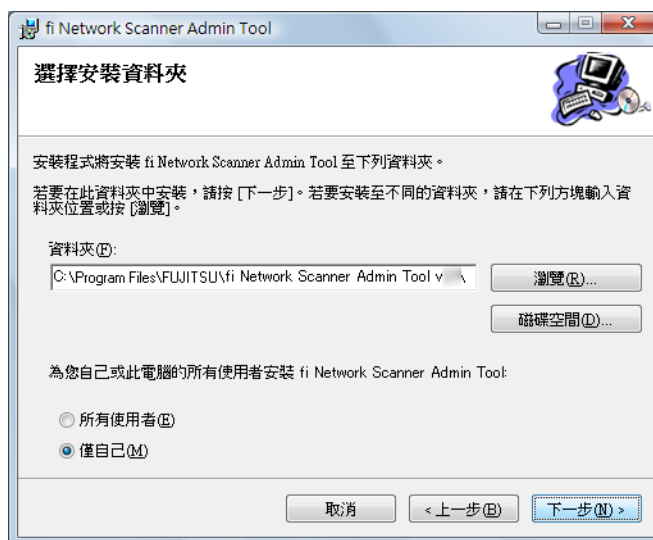 fi Network Scanner Admin Tool
選擇安裝資料夾
安裝程式將安裝 fi Network Scanner Admin Tool 至下列資料夾。
若要在此資料夾中安裝，請按 [下一步]。若要安裝至不同的資料夾，請在下列方塊輸入資
料夾位置或按 [瀏覽]。
資料夾(F):
C:\Program Files\FUJITSU\fi Network Scanner Admin Tool v \
瀏覽(R)...
磁碟空間(D)...
為您自己或此電腦的所有使用者安裝 fi Network Scanner Admin Tool:
所有使用者(E)
僅自己(M)
取消
<上一步(B)
下一步(N) >